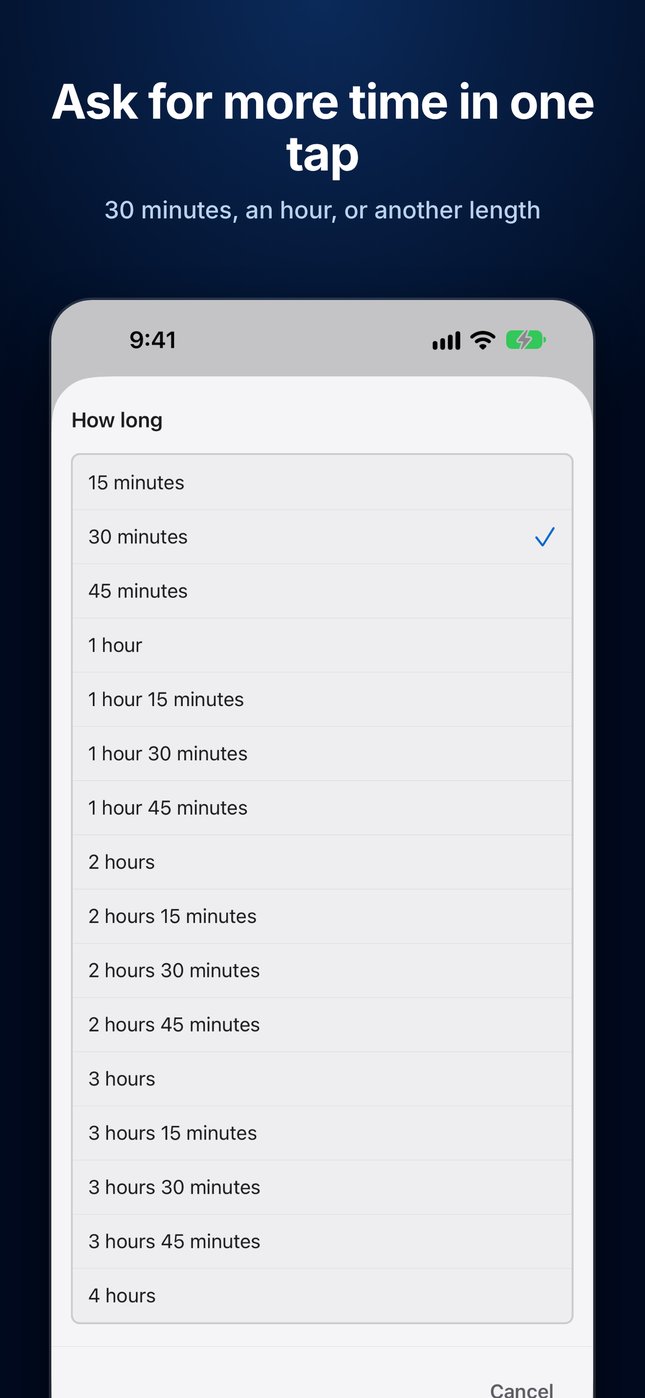 Ask for more time in one
tap
30 minutes, an hour, or another length
9:41
How long
15 minutes
30 minutes
45 minutes
1 hour
1 hour 15 minutes
1 hour 30 minutes
1 hour 45 minutes
2 hours
2 hours 15 minutes
2 hours 30 minutes
2 hours 45 minutes
3 hours
3 hours 15 minutes
3 hours 30 minutes
3 hours 45 minutes
4 hours
Cancel